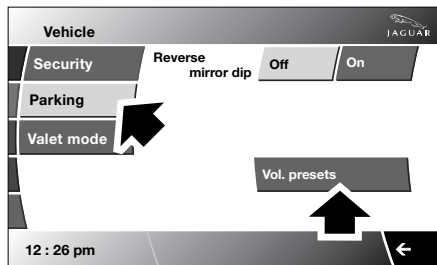 Vehicle
JAGUAR
Security
Reverse
mirror dip
Off
On
Parking
Valet mode
Vol. presets
12 : 26 pm